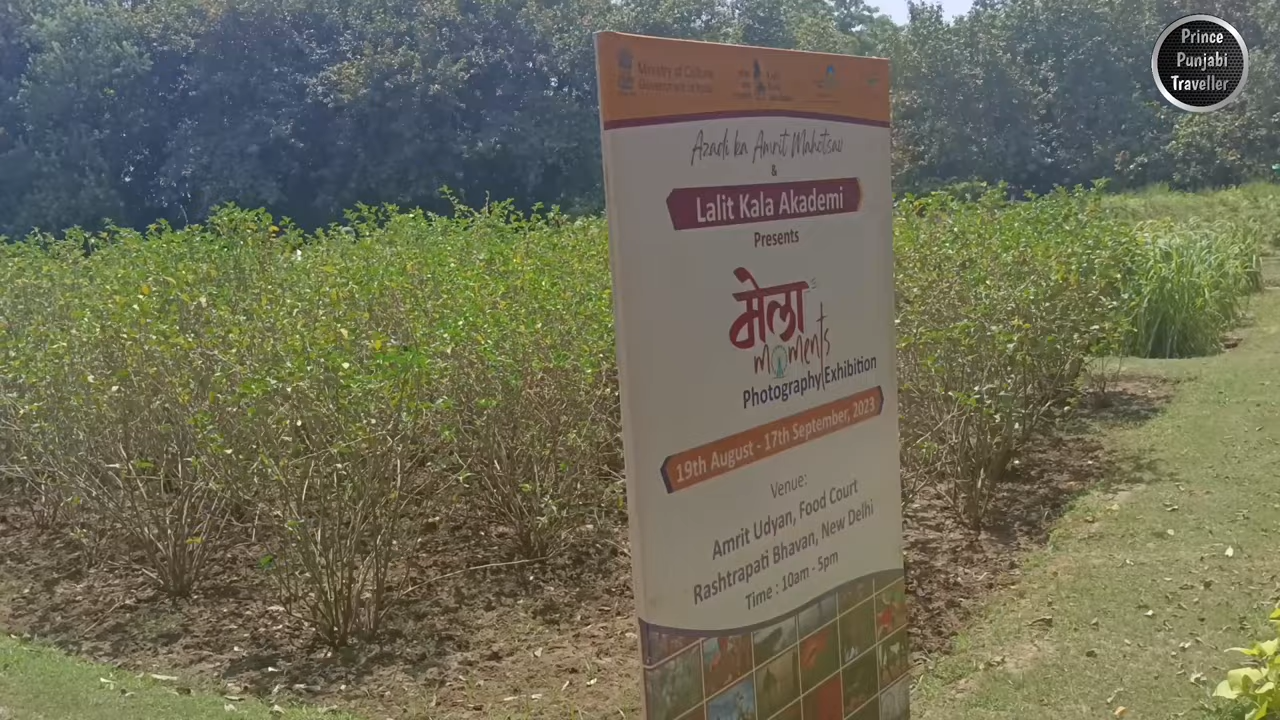 Prince
Punjabi
Traveller
Ministry of Culture
Government of India
Azadi ka Amrit Mahotsav
&
Lalit Kala Akademi
Presents
मेला
moments
Photography Exhibition
19th August - 17th September, 2023
Venue:
Amrit Udyan, Food Court
Rashtrapati Bhavan, New Delhi
Time : 10am - 5pm